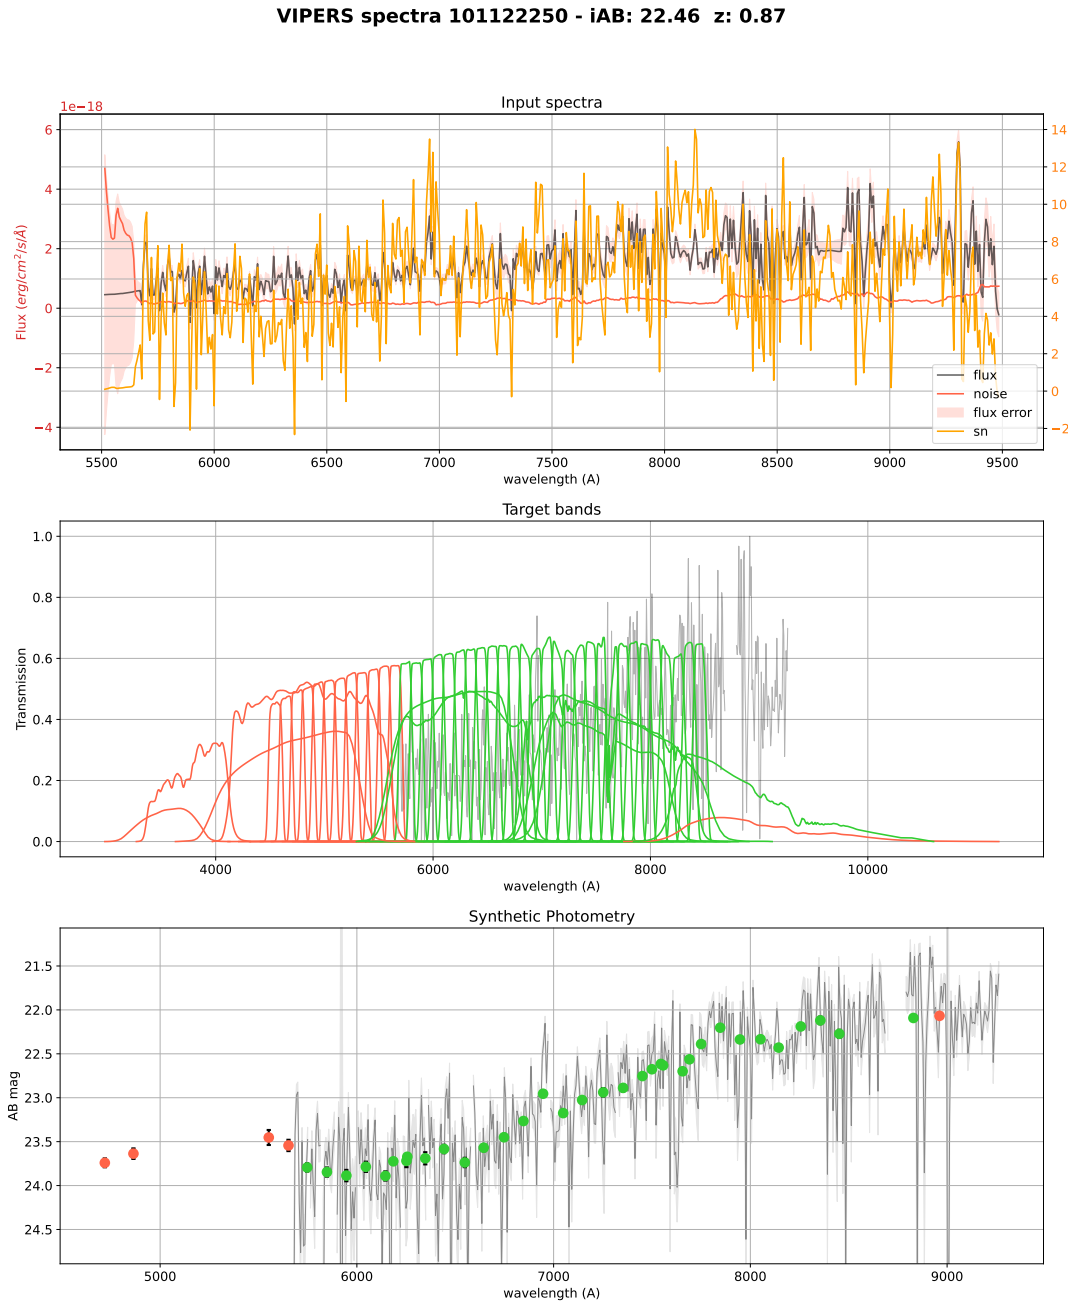 VIPERS spectra 101122250 - iAB: 22.46  z: 0.87
Input spectra
1e−18
Flux (erg/cm²/s/Å)
6
4
2
0
−2
−4
14
12
10
8
6
4
2
0
−2
flux
noise
flux error
sn
5500 6000 6500 7000 7500 8000 8500 9000 9500
wavelength (A)
Target bands
Transmission
1.0
0.8
0.6
0.4
0.2
0.0
4000 6000 8000 10000
wavelength (A)
Synthetic Photometry
AB mag
21.5
22.0
22.5
23.0
23.5
24.0
24.5
5000 6000 7000 8000 9000
wavelength (A)